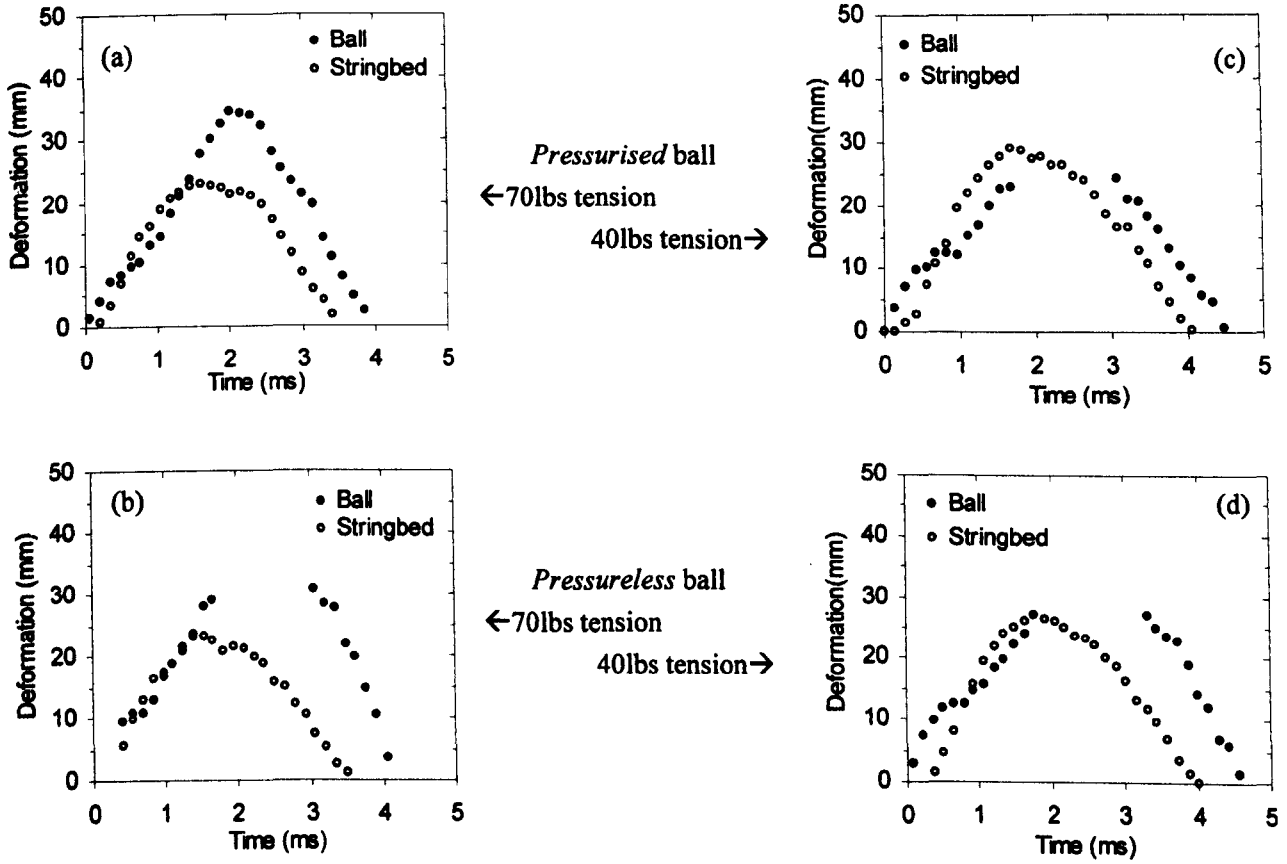 (a)
Ball
Stringbed
Deformation (mm)
50
40
30
20
10
0
0 1 2 3 4 5
Time (ms)
Pressurised ball
←70lbs tension
40lbs tension→
(c)
Ball
Stringbed
Deformation(mm)
50
40
30
20
10
0
0 1 2 3 4 5
Time (ms)
(b)
Ball
Stringbed
Deformation (mm)
50
40
30
20
10
0
0 1 2 3 4 5
Time (ms)
Pressureless ball
←70lbs tension
40lbs tension→
(d)
Ball
Stringbed
Deformation(mm)
50
40
30
20
10
0
0 1 2 3 4 5
Time (ms)